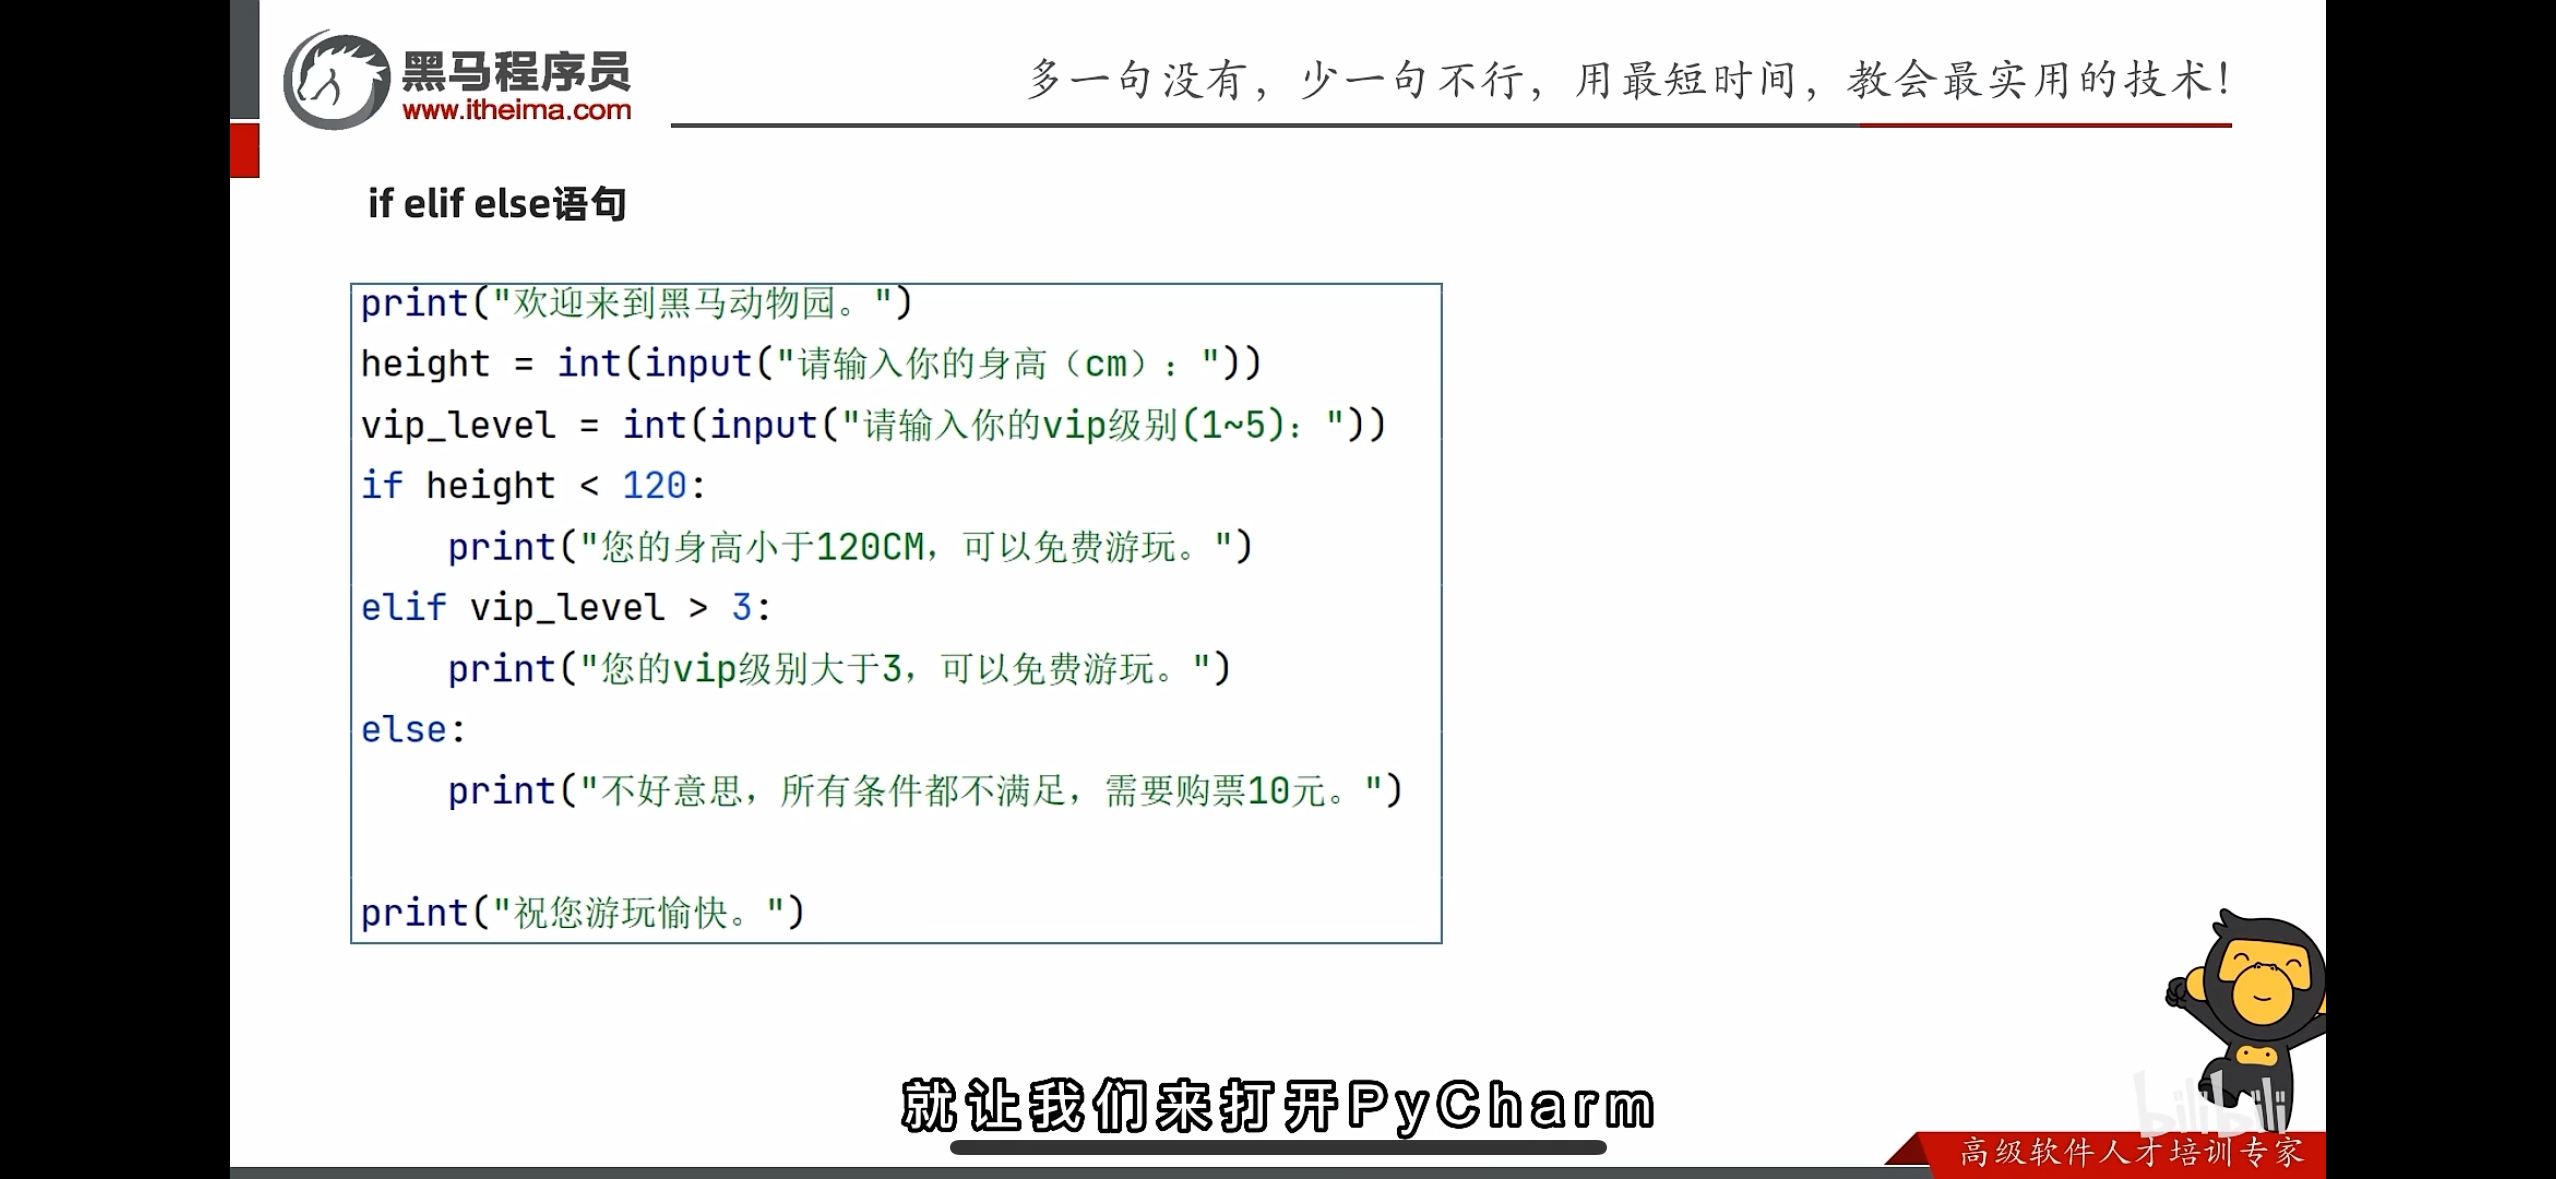 黑马程序员
www.itheima.com
多一句没有，少一句不行，用最短时间，教会最实用的技术！
if elif else语句
print("欢迎来到黑马动物园。")
height = int(input("请输入你的身高（cm）："))
vip_level = int(input("请输入你的vip级别(1~5)："))
if height < 120:
    print("您的身高小于120CM，可以免费游玩。")
elif vip_level > 3:
    print("您的vip级别大于3，可以免费游玩。")
else:
    print("不好意思，所有条件都不满足，需要购票10元。")
print("祝您游玩愉快。")
就让我们来打开PyCharm
bilibili
高级软件人才培训专家